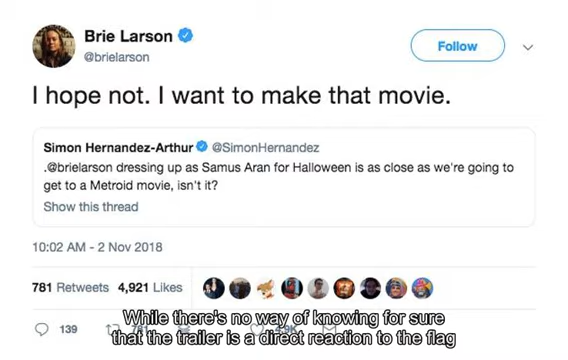 Brie Larson
@brielarson
Follow
I hope not. I want to make that movie.
Simon Hernandez-Arthur @SimonHernandez
.@brielarson dressing up as Samus Aran for Halloween is as close as we're going to
get to a Metroid movie, isn't it?
Show this thread
10:02 AM - 2 Nov 2018
781 Retweets 4,921 Likes
While there's no way of knowing for sure
that the trailer is a direct reaction to the flag
139 781 4.9K